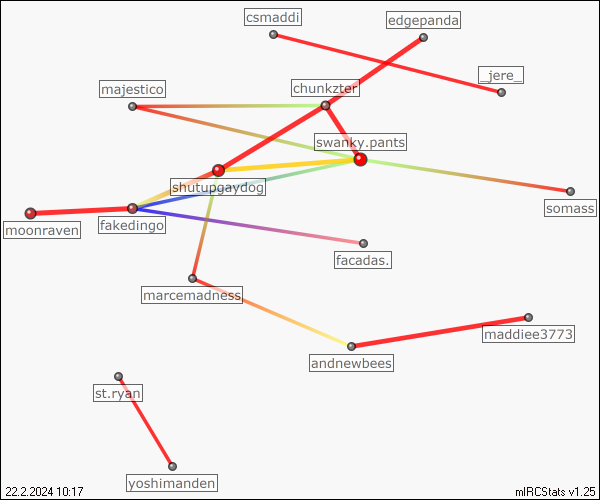 csmaddi
edgepanda
_jere_
majestico
chunkzter
swanky.pants
shutupgaydog
somass
moonraven
fakedingo
facadas.
marcemadness
maddiee3773
andnewbees
st.ryan
yoshimanden
22.2.2024 10:17
mIRCStats v1.25